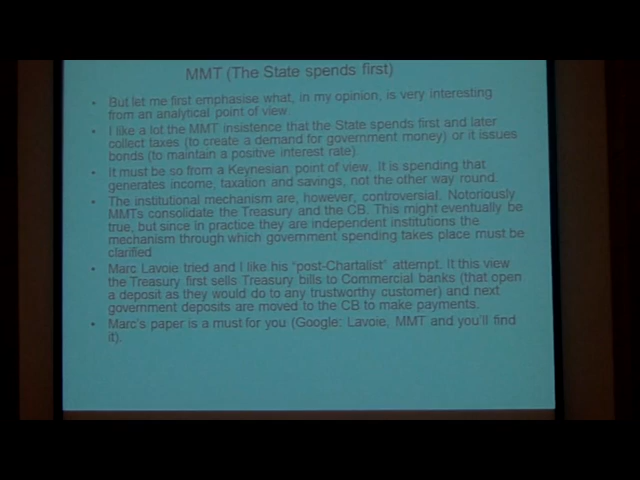 MMT (The State spends first)
• But let me first emphasise what, in my opinion, is very interesting
from an analytical point of view.
• I like a lot the MMT insistence that the State spends first and later
collect taxes (to create a demand for government money) or it issues
bonds (to maintain a positive interest rate).
• It must be so from a Keynesian point of view. It is spending that
generates income, taxation and savings, not the other way round.
• The institutional mechanism are, however, controversial. Notoriously
MMTs consolidate the Treasury and the CB. This might eventually be
true, but since in practice they are independent institutions the
mechanism through which government spending takes place must be
clarified
• Marc Lavoie tried and I like his "post-Chartalist" attempt. It this view
the Treasury first sells Treasury bills to Commercial banks (that open
a deposit as they would do to any trustworthy customer) and next
government deposits are moved to the CB to make payments.
• Marc's paper is a must for you (Google: Lavoie, MMT and you'll find
it).